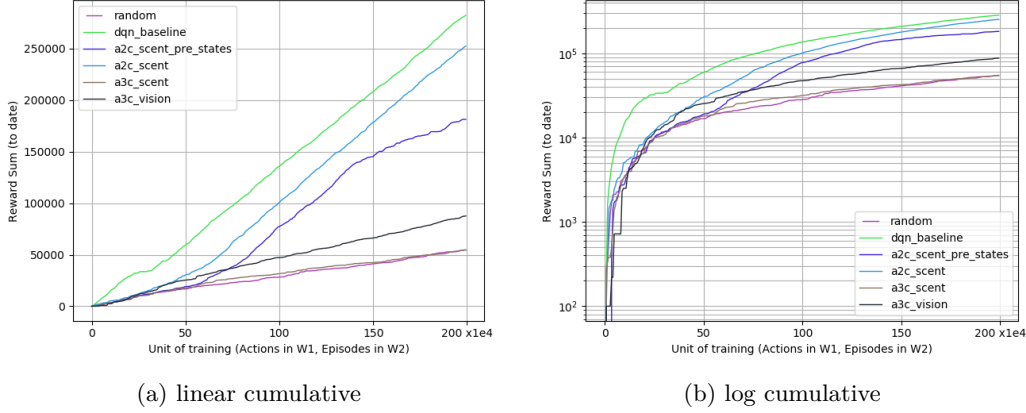 random
dqn_baseline
a2c_scent_pre_states
a2c_scent
a3c_scent
a3c_vision
250000
200000
150000
100000
50000
0
Reward Sum (to date)
0 50 100 150 200 x1e4
Unit of training (Actions in W1, Episodes in W2)
(a) linear cumulative
10^5
10^4
10^3
10^2
Reward Sum (to date)
random
dqn_baseline
a2c_scent_pre_states
a2c_scent
a3c_scent
a3c_vision
0 50 100 150 200 x1e4
Unit of training (Actions in W1, Episodes in W2)
(b) log cumulative